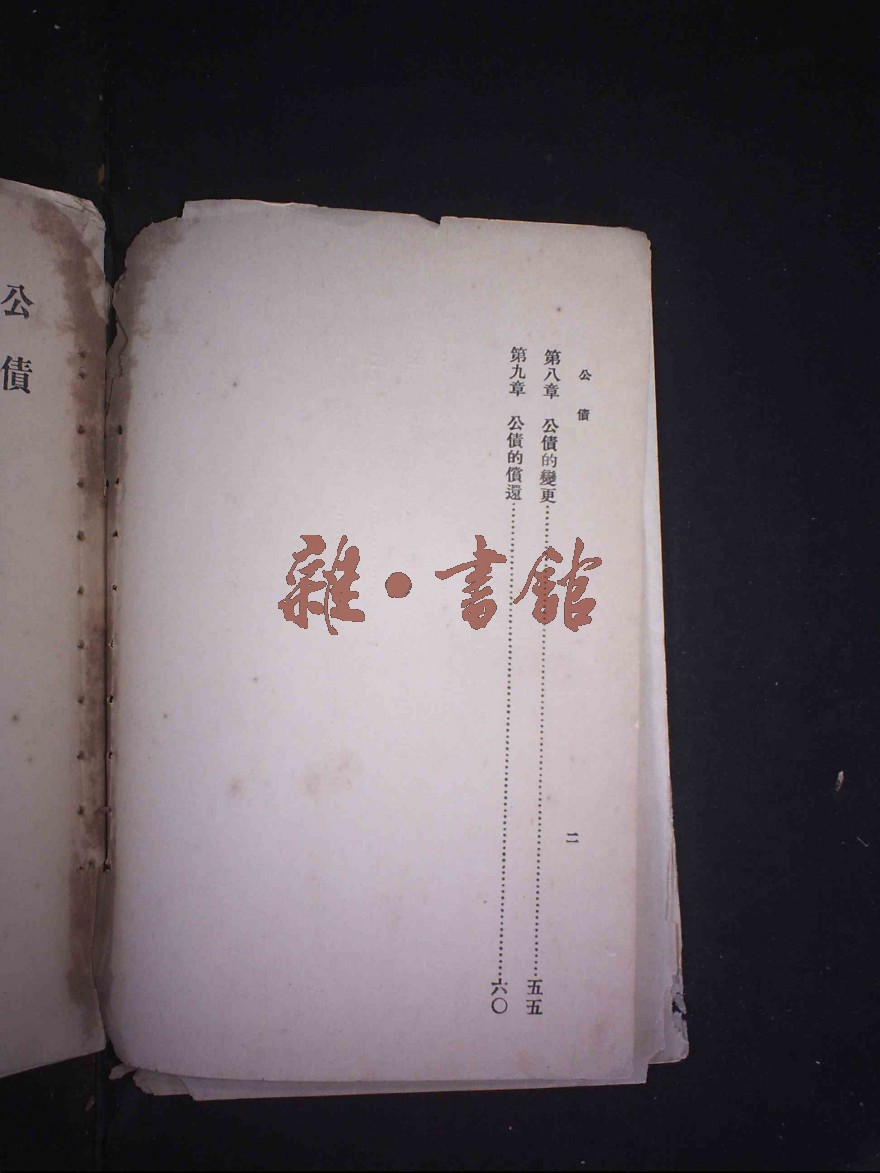 公債
二
第八章　公債的變更……五五
第九章　公債的償還……六〇
公債
雜·書館